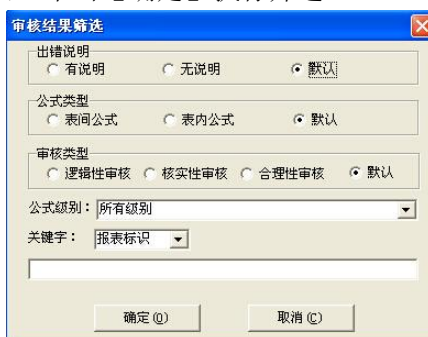 审核结果筛选
出错说明
有说明 无说明 默认
公式类型
表间公式 表内公式 默认
审核类型
逻辑性审核 核实性审核 合理性审核 默认
公式级别: 所有级别
关键字: 报表标识
确定(O) 取消(C)